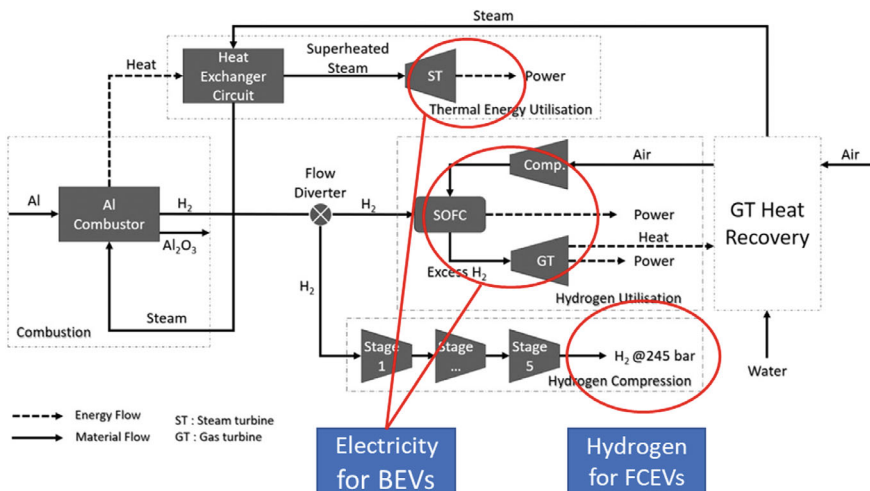 Steam
Heat
Heat
Exchanger
Circuit
Superheated
Steam
ST
Power
Thermal Energy Utilisation
Al
Al
Combustor
H₂
Al₂O₃
Steam
Combustion
Flow
Diverter
H₂
H₂
Comp.
Air
Air
SOFC
Power
Heat
GT
Power
Excess H₂
Hydrogen Utilisation
GT Heat
Recovery
Water
Stage
1
Stage
...
Stage
5
H₂ @245 bar
Hydrogen Compression
Energy Flow
Material Flow
ST : Steam turbine
GT : Gas turbine
Electricity
for BEVs
Hydrogen
for FCEVs